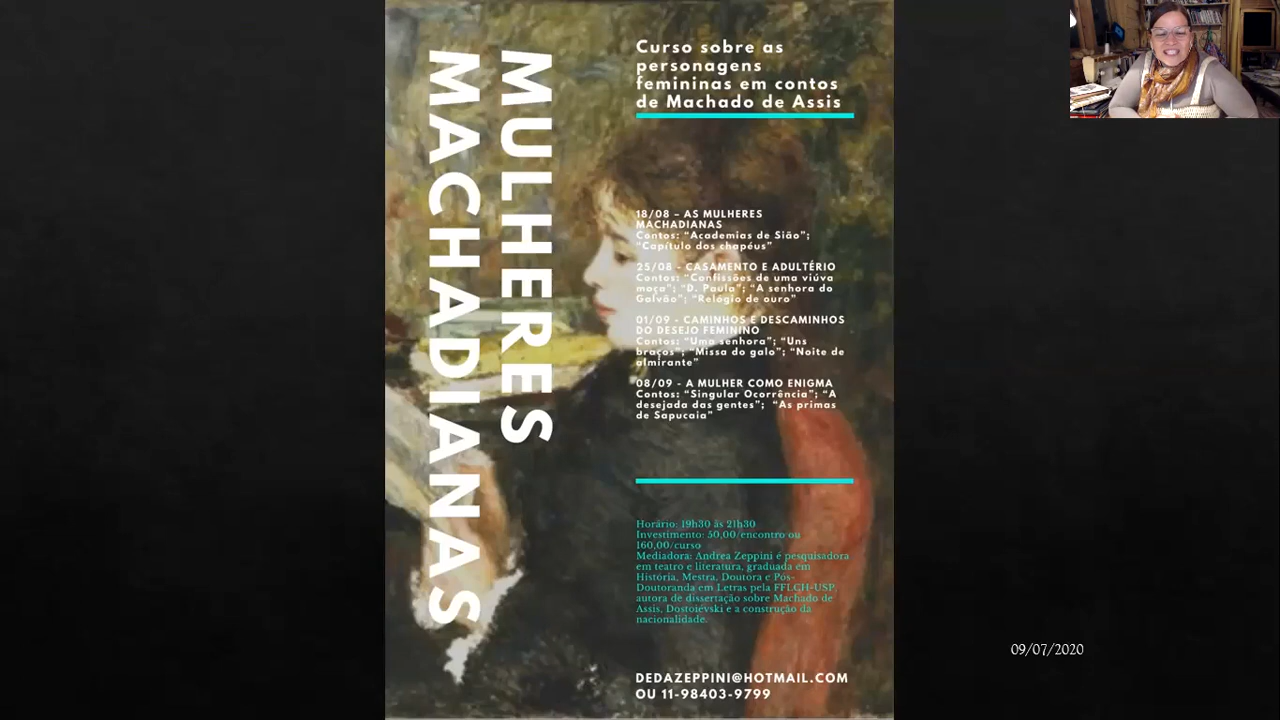 MULHERES
MACHADIANAS
Curso sobre as
personagens
femininas em contos
de Machado de Assis
18/08 – AS MULHERES
MACHADIANAS
Contos: "Academias de Sião";
"Capítulo dos chapéus"
25/08 - CASAMENTO E ADULTÉRIO
Contos: "Confissões de uma viúva
moça"; "D. Paula"; "A senhora do
Galvão"; "Relógio de ouro"
01/09 - CAMINHOS E DESCAMINHOS
DO DESEJO FEMININO
Contos: "Uma senhora"; "Uns
braços"; "Missa do galo"; "Noite de
almirante"
08/09 - A MULHER COMO ENIGMA
Contos: "Singular Ocorrência"; "A
desejada das gentes"; "As primas
de Sapucaia"
Horário: 19h30 às 21h30
Investimento: 50,00/encontro ou
160,00/curso
Mediadora: Andrea Zeppini é pesquisadora
em teatro e literatura, graduada em
História, Mestra, Doutora e Pós-
Doutoranda em Letras pela FFLCH-USP,
autora de dissertação sobre Machado de
Assis, Dostoiévski e a construção da
nacionalidade.
DEDAZEPPINI@HOTMAIL.COM
OU 11-98403-9799
09/07/2020